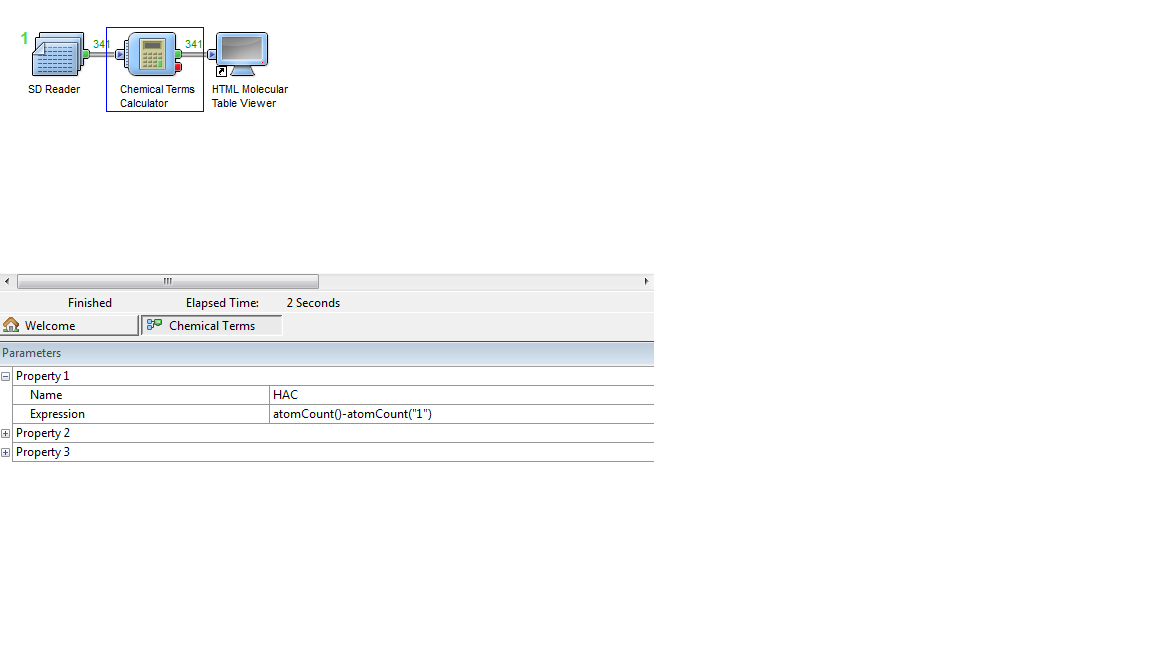 1
341
341
SD Reader
Chemical Terms
Calculator
HTML Molecular
Table Viewer
Finished Elapsed Time: 2 Seconds
Welcome Chemical Terms
Parameters
Property 1
Name HAC
Expression atomCount()-atomCount("1")
Property 2
Property 3